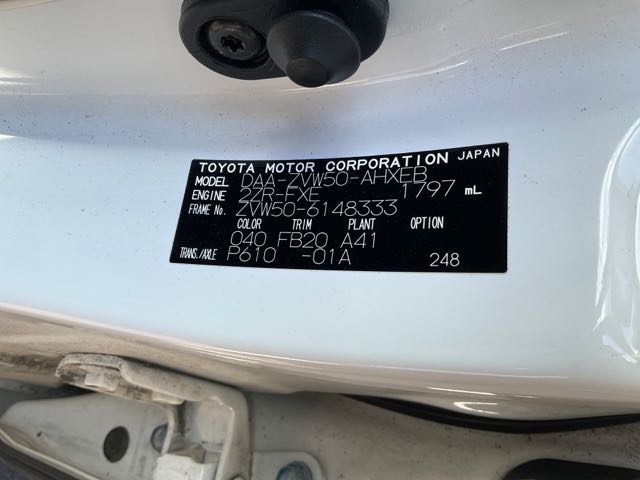 TOYOTA MOTOR CORPORATION JAPAN
MODEL DAA-ZVW50-AHXEB
ENGINE 2ZR-FXE 1797 mL
FRAME No. ZVW50-6148333
COLOR TRIM PLANT OPTION
040 FB20 A41
TRANS./AXLE P610 -01A 248